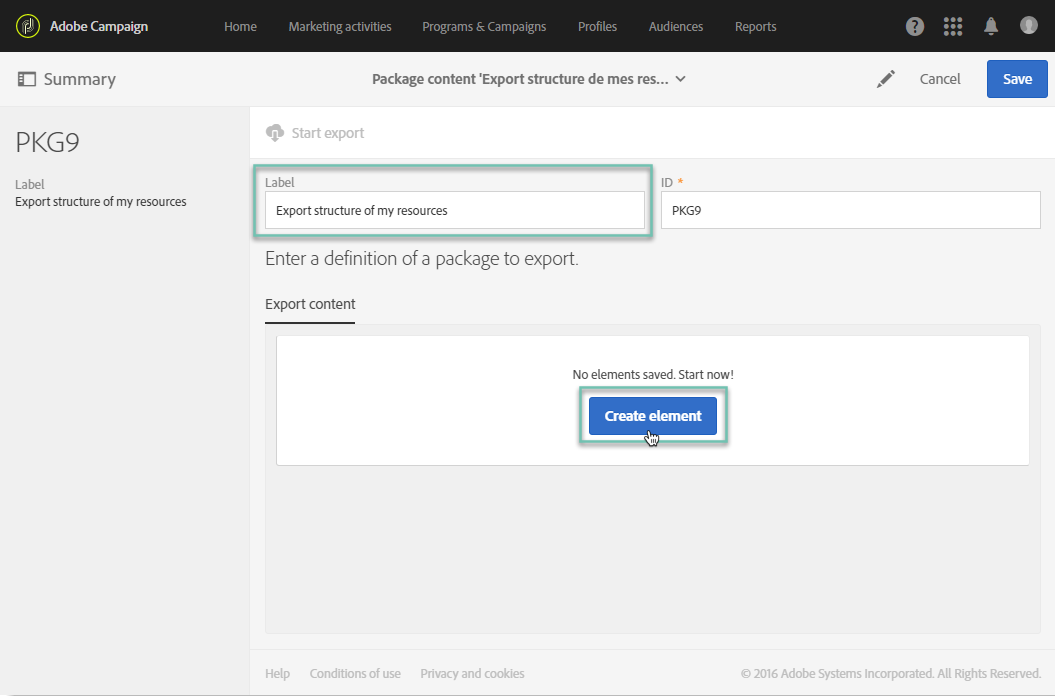 Adobe Campaign Home Marketing activities Programs & Campaigns Profiles Audiences Reports ?
Summary Package content 'Export structure de mes res... Cancel Save
PKG9
Label
Export structure of my resources
Start export
Label ID *
Export structure of my resources PKG9
Enter a definition of a package to export.
Export content
No elements saved. Start now!
Create element
Help Conditions of use Privacy and cookies © 2016 Adobe Systems Incorporated. All Rights Reserved.